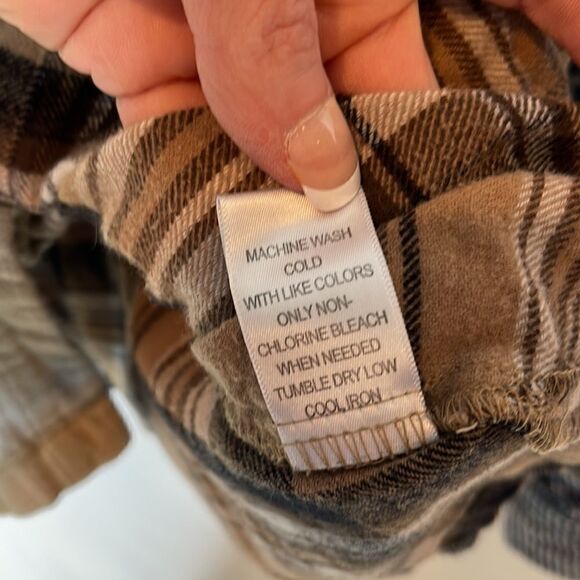 MACHINE WASH
COLD
WITH LIKE COLORS
ONLY NON-
CHLORINE BLEACH
WHEN NEEDED
TUMBLE DRY LOW
COOL IRON